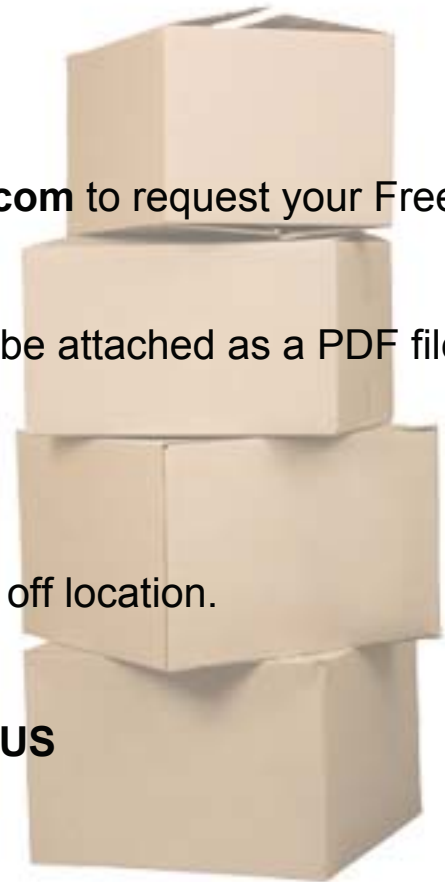 com to request your Free
be attached as a PDF file
off location.
US